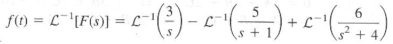 f(t) = ℒ⁻¹[F(s)] = ℒ⁻¹(3/s) − ℒ⁻¹(5/(s + 1)) + ℒ⁻¹(6/(s² + 4))